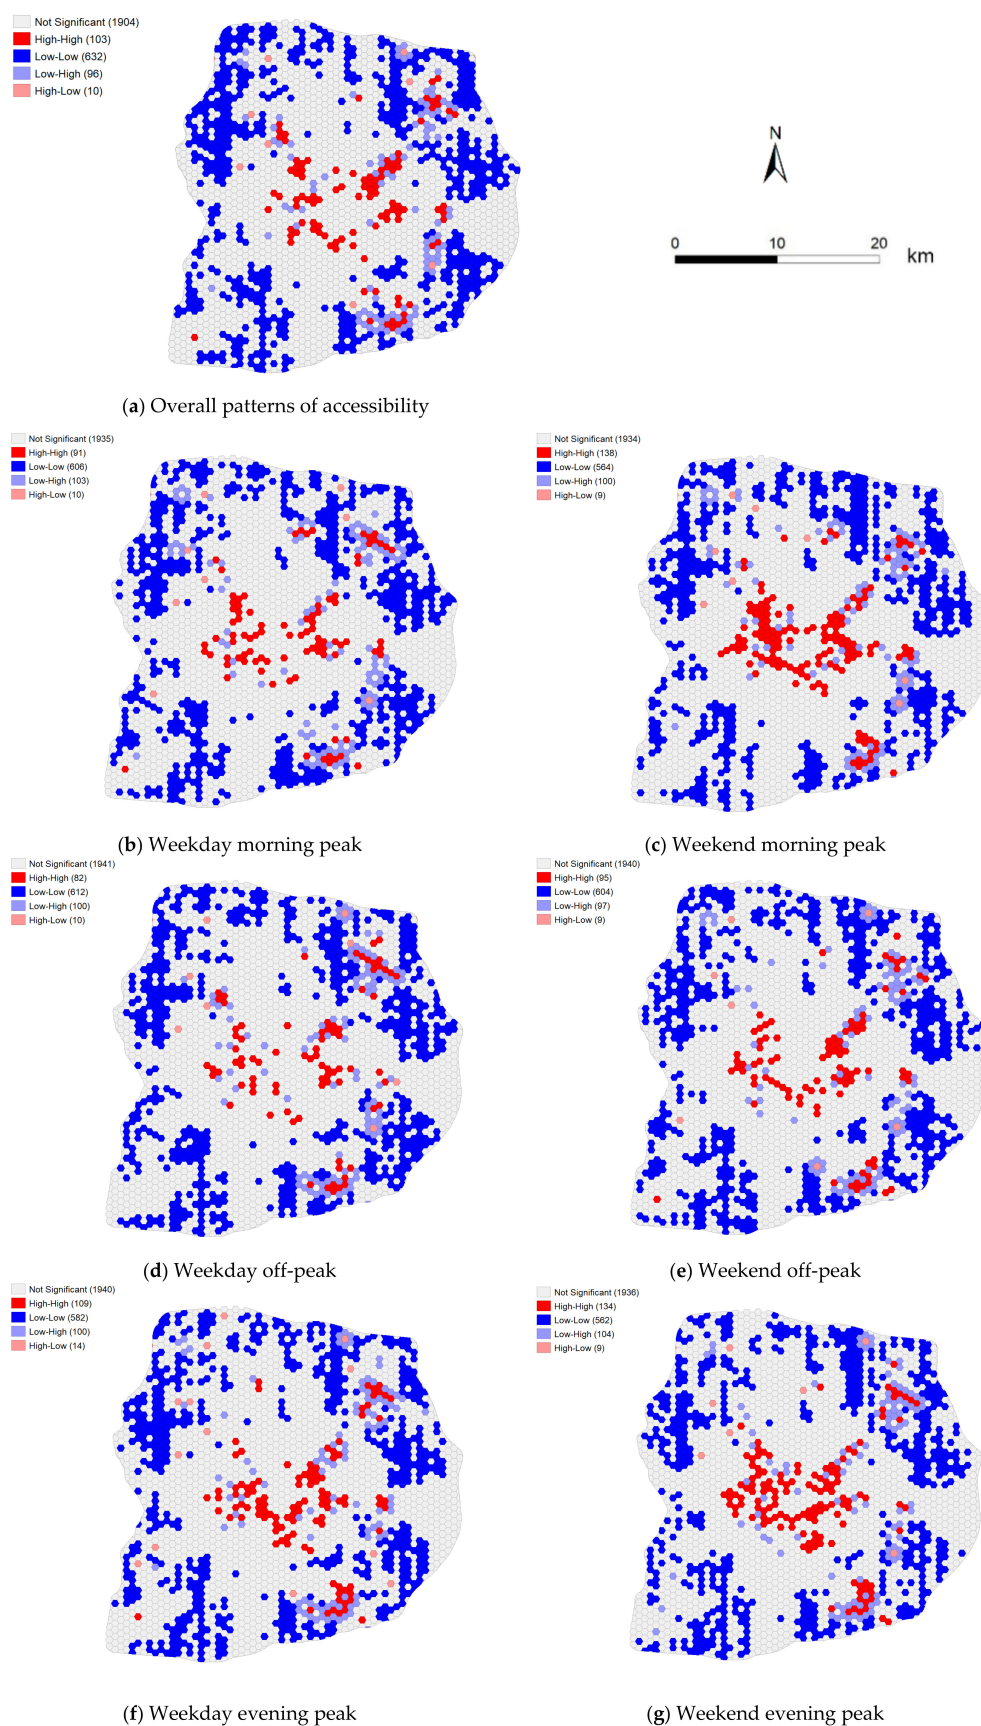 Not Significant (1904)
High-High (103)
Low-Low (632)
Low-High (96)
High-Low (10)
N
0 10 20 km
(a) Overall patterns of accessibility
Not Significant (1935)
High-High (91)
Low-Low (606)
Low-High (103)
High-Low (10)
Not Significant (1934)
High-High (138)
Low-Low (564)
Low-High (100)
High-Low (9)
(b) Weekday morning peak
(c) Weekend morning peak
Not Significant (1941)
High-High (82)
Low-Low (612)
Low-High (100)
High-Low (10)
Not Significant (1940)
High-High (95)
Low-Low (604)
Low-High (97)
High-Low (9)
(d) Weekday off-peak
(e) Weekend off-peak
Not Significant (1940)
High-High (109)
Low-Low (582)
Low-High (100)
High-Low (14)
Not Significant (1936)
High-High (134)
Low-Low (562)
Low-High (104)
High-Low (9)
(f) Weekday evening peak
(g) Weekend evening peak